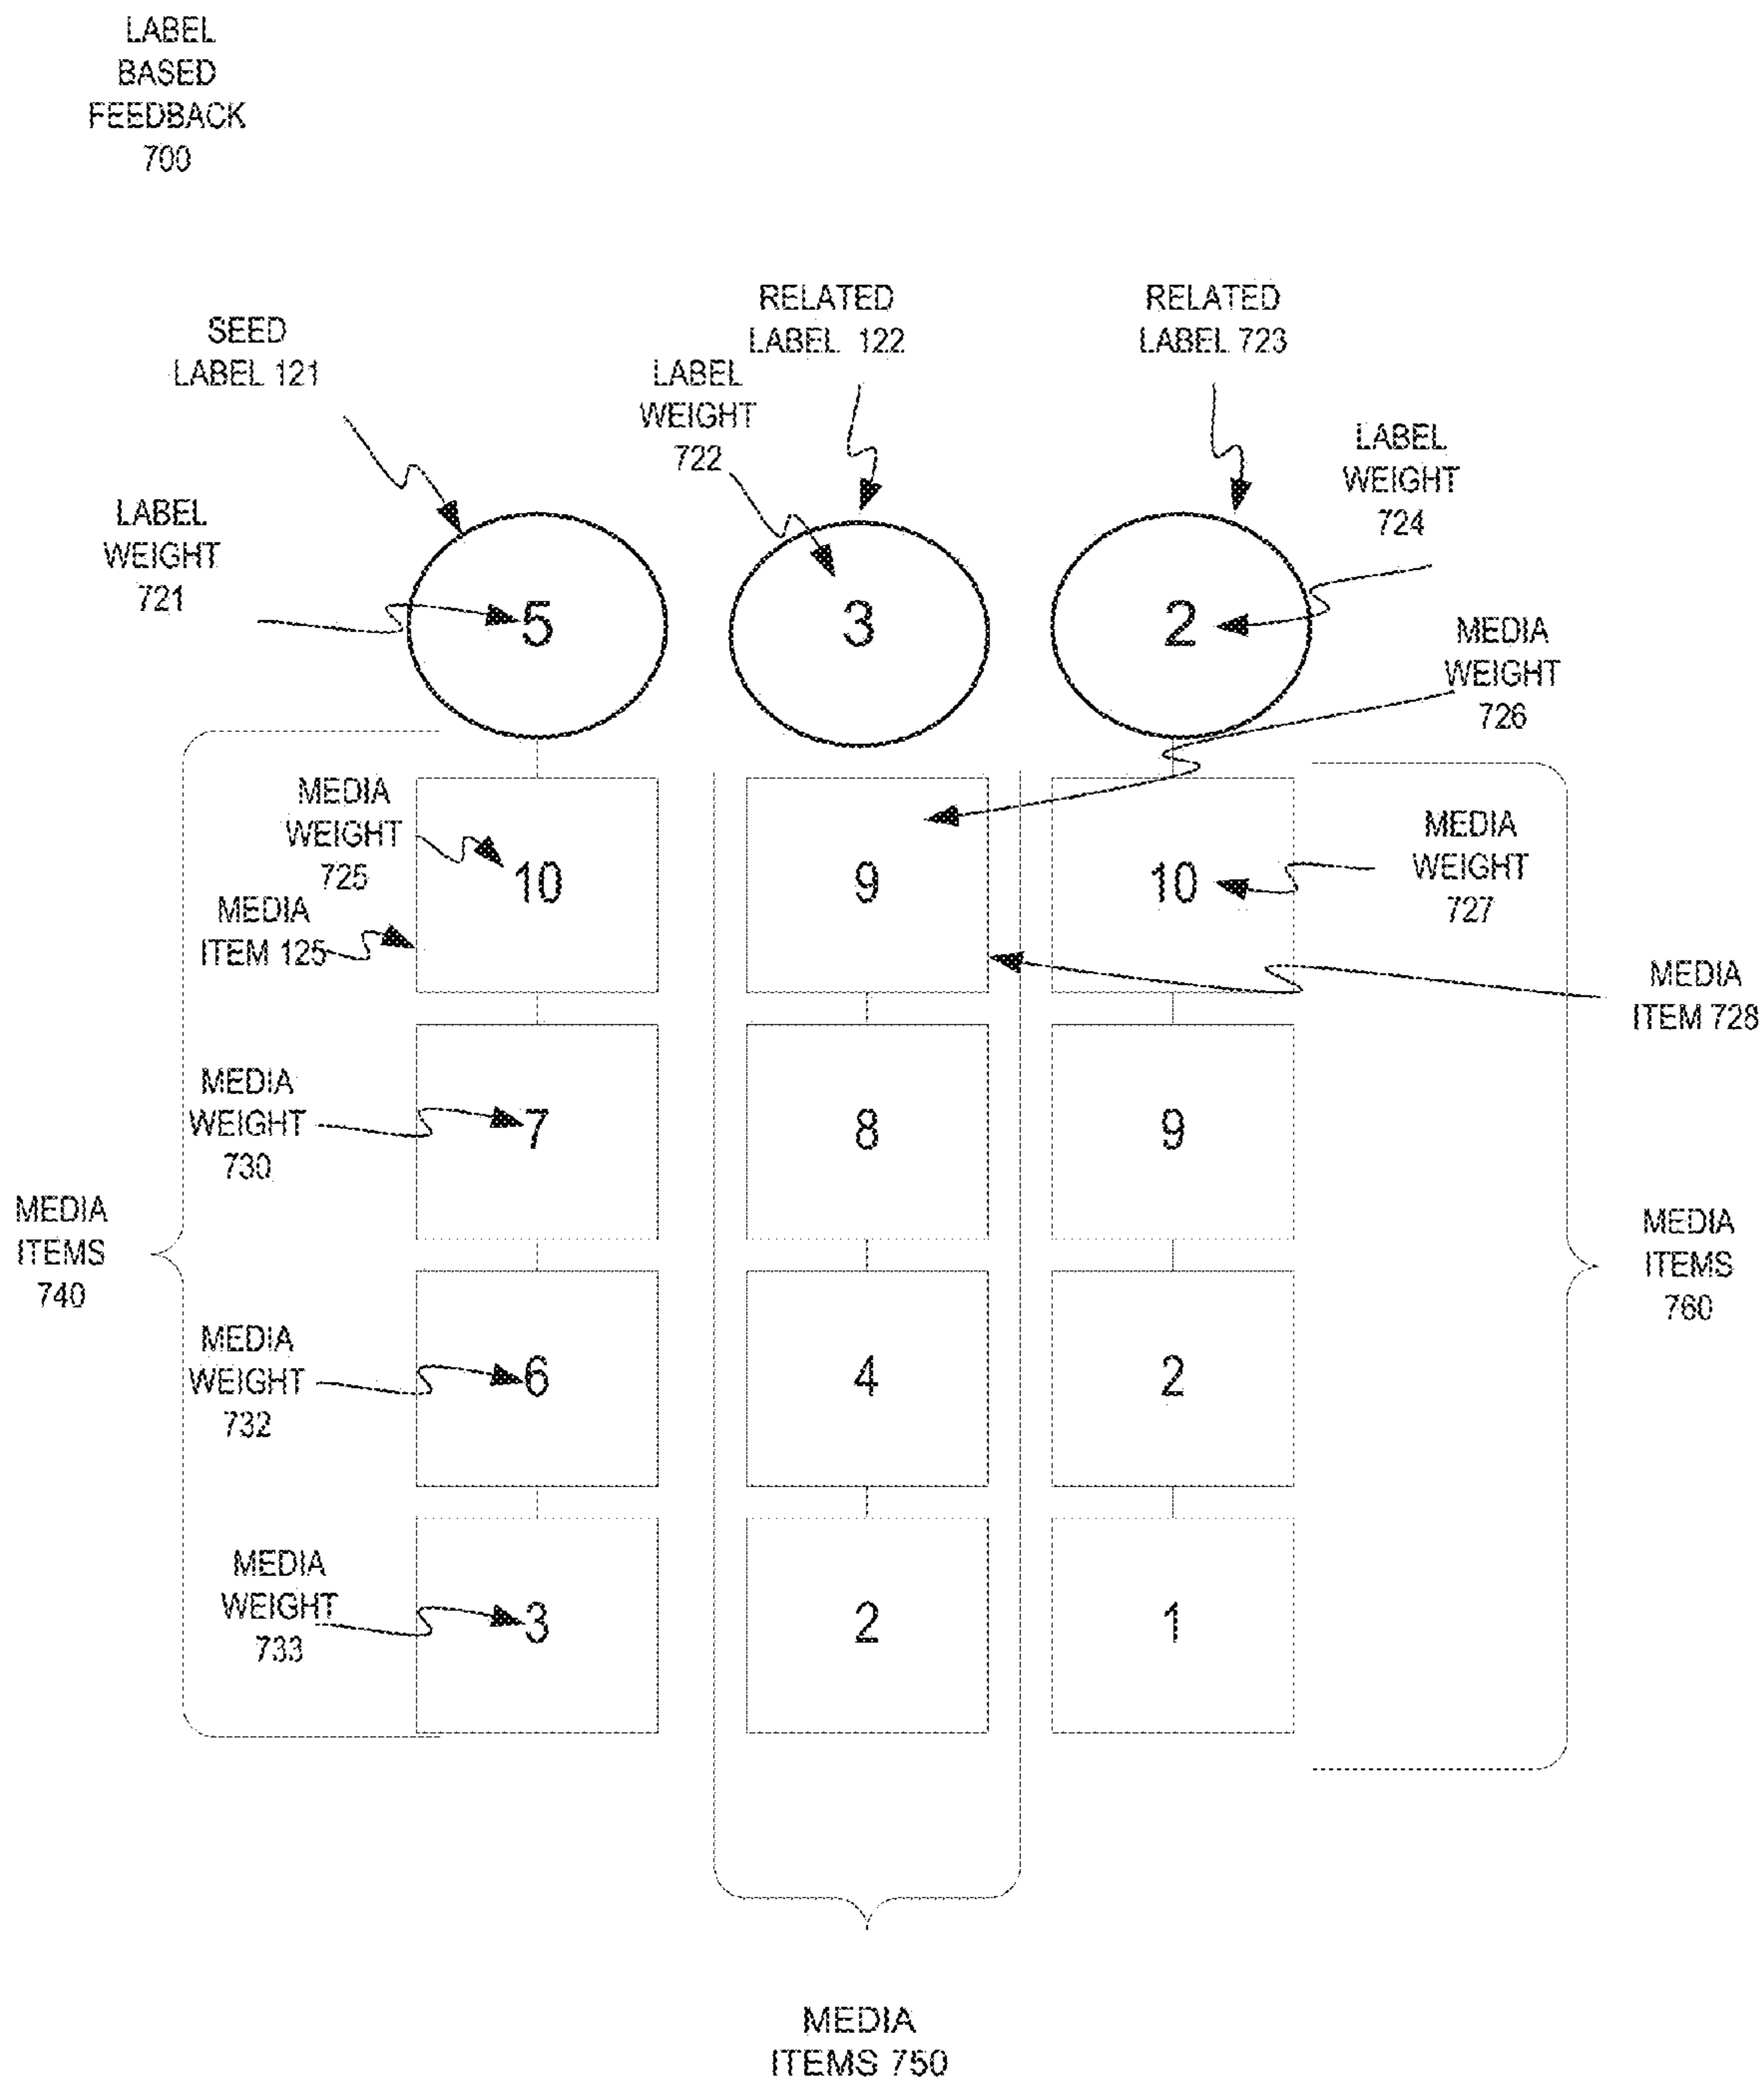 LABEL
BASED
FEEDBACK
700
SEED
LABEL 121
RELATED
LABEL 122
RELATED
LABEL 723
LABEL
WEIGHT
722
LABEL
WEIGHT
724
LABEL
WEIGHT
721
5
3
2
MEDIA
WEIGHT
726
MEDIA
WEIGHT
725
10
9
10
MEDIA
WEIGHT
727
MEDIA
ITEM 125
MEDIA
ITEM 728
MEDIA
WEIGHT
730
7
8
9
MEDIA
ITEMS
740
MEDIA
ITEMS
760
MEDIA
WEIGHT
732
6
4
2
MEDIA
WEIGHT
733
3
2
1
MEDIA
ITEMS 750